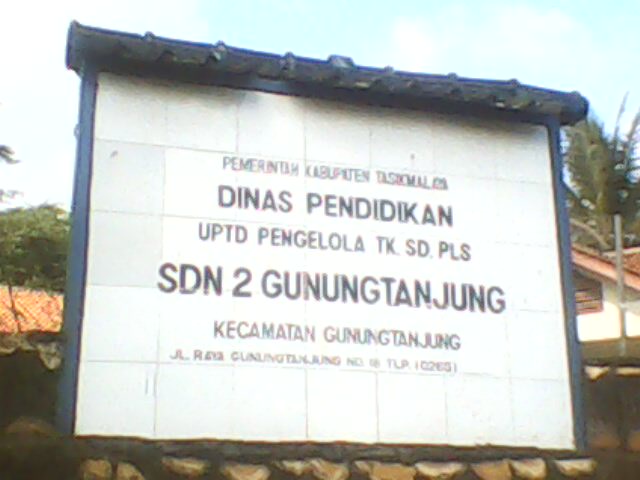 PEMERINTAH KABUPATEN TASIKMALAYA
DINAS PENDIDIKAN
UPTD PENGELOLA TK. SD. PLS
SDN 2 GUNUNGTANJUNG
KECAMATAN GUNUNGTANJUNG
JL. RAYA GUNUNGTANJUNG NO. 18 TLP. (0265)